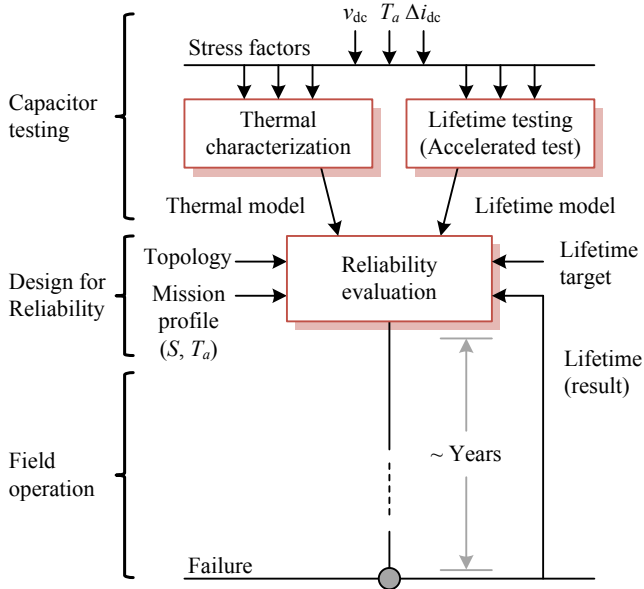 v_dc T_a Δi_dc
Stress factors
Capacitor
testing
Thermal
characterization
Lifetime testing
(Accelerated test)
Thermal model
Lifetime model
Design for
Reliability
Topology
Mission
profile
(S, T_a)
Reliability
evaluation
Lifetime
target
Lifetime
(result)
Field
operation
~ Years
Failure